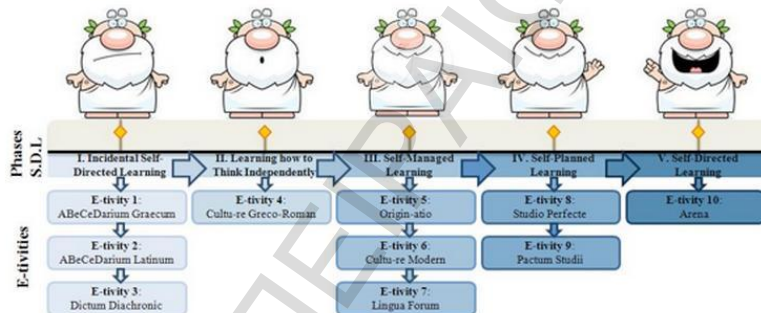 Phases
S.D.L
I. Incidental Self-
Directed Learning
II. Learning how to
Think Independently
III. Self-Managed
Learning
IV. Self-Planned
Learning
V. Self-Directed
Learning
E-tivities
E-tivity 1:
ABeCeDarium Graecum
E-tivity 2:
ABeCeDarium Latinum
E-tivity 3:
Dictum Diachronic
E-tivity 4:
Cultu-re Greco-Roman
E-tivity 5:
Origin-atio
E-tivity 6:
Cultu-re Modern
E-tivity 7:
Lingua Forum
E-tivity 8:
Studio Perfecte
E-tivity 9:
Pactum Studii
E-tivity 10:
Arena